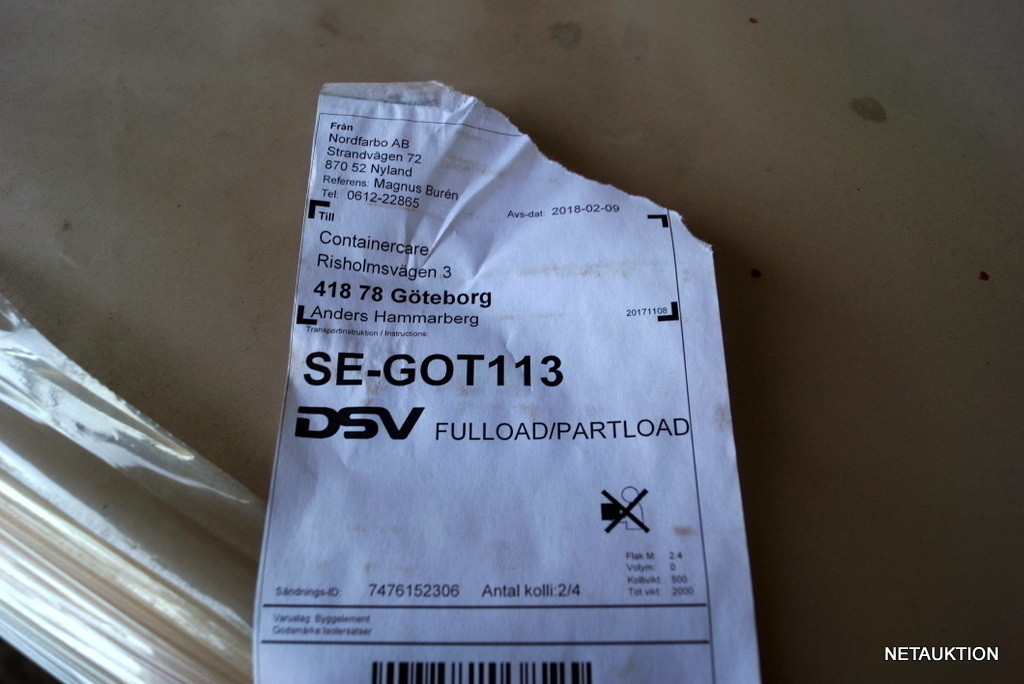 Från
Nordfarbo AB
Strandvägen 72
870 52 Nyland
Referens: Magnus Burén
Tel: 0612-22865
Avs-dat: 2018-02-09
Till
Containercare
Risholmsvägen 3
418 78 Göteborg
Anders Hammarberg
20171108
Transportinstruktion / Instructions:
SE-GOT113
DSV FULLOAD/PARTLOAD
Flak M: 2.4
Volym: 0
Kollivikt: 500
Tot vikt: 2000
Sändnings-ID: 7476152306 Antal kolli:2/4
Varuslag: Byggelement
Godsmärke:
NETAUKTION